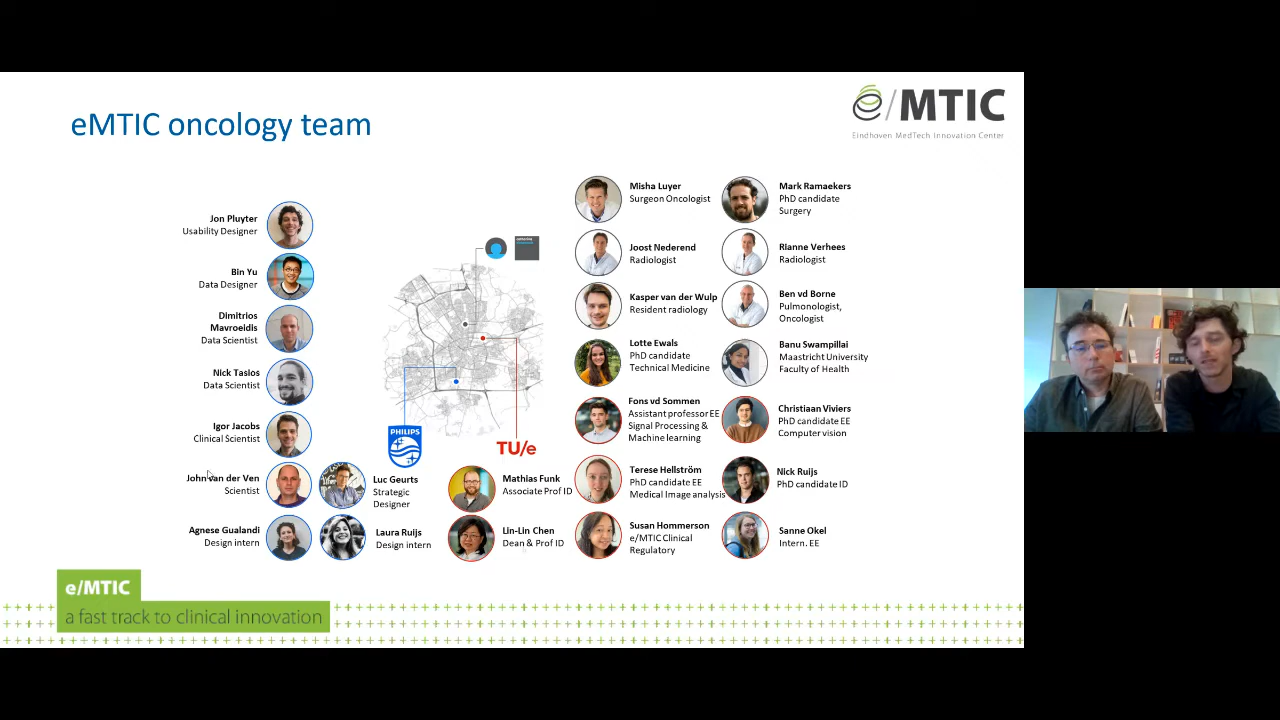 eMTIC oncology team
e/MTIC
Eindhoven MedTech Innovation Center
Jon Pluyter
Usability Designer
Bin Yu
Data Designer
Dimitrios
Mavroeidis
Data Scientist
Nick Tasios
Data Scientist
Igor Jacobs
Clinical Scientist
John van der Ven
Scientist
Agnese Gualandi
Design intern
Luc Geurts
Strategic
Designer
Laura Ruijs
Design intern
PHILIPS
TU/e
Mathias Funk
Associate Prof ID
Lin-Lin Chen
Dean & Prof ID
Misha Luyer
Surgeon Oncologist
Joost Nederend
Radiologist
Kasper van der Wulp
Resident radiology
Lotte Ewals
PhD candidate
Technical Medicine
Fons vd Sommen
Assistant professor EE
Signal Processing &
Machine learning
Terese Hellström
PhD candidate EE
Medical Image analysis
Susan Hommerson
e/MTIC Clinical
Regulatory
Mark Ramaekers
PhD candidate
Surgery
Rianne Verhees
Radiologist
Ben vd Borne
Pulmonologist,
Oncologist
Banu Swampillai
Maastricht University
Faculty of Health
Christiaan Viviers
PhD candidate EE
Computer vision
Nick Ruijs
PhD candidate ID
Sanne Okel
Intern. EE
e/MTIC
a fast track to clinical innovation